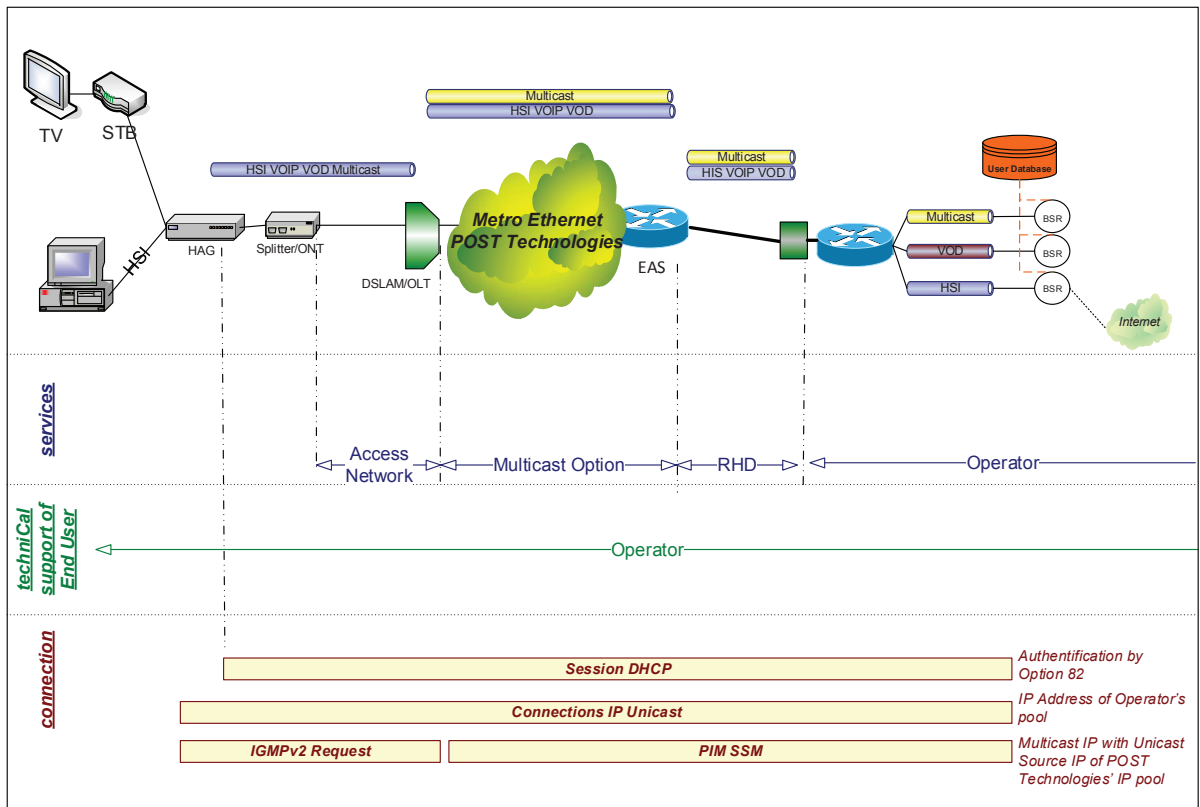 Multicast
HSI VOIP VOD
TV
STB
HSI VOIP VOD Multicast
Multicast
HIS VOIP VOD
User Database
Metro Ethernet
POST Technologies
HSI
HAG
Splitter/ONT
DSLAM/OLT
EAS
Multicast
BSR
VOD
BSR
HSI
BSR
Internet
services
Access
Network
Multicast Option
RHD
Operator
techniCal
support of
End User
Operator
connection
Session DHCP
Authentification by
Option 82
Connections IP Unicast
IP Address of Operator's
pool
IGMPv2 Request
PIM SSM
Multicast IP with Unicast
Source IP of POST
Technologies' IP pool